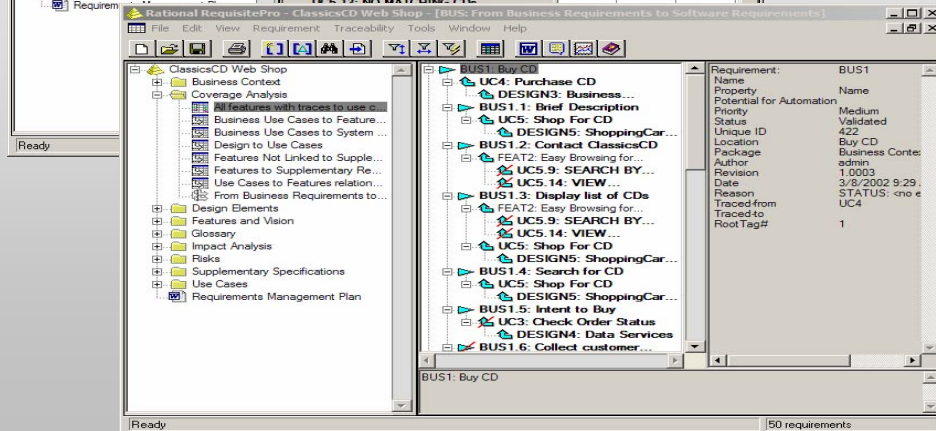 Requirem
UC5.13: NO MATCHING CDs
Ready
Rational RequisitePro - ClassicsCD Web Shop - [BUS: From Business Requirements to Software Requirements]
File Edit View Requirement Traceability Tools Window Help
ClassicsCD Web Shop
Business Context
Coverage Analysis
All features with traces to use c...
Business Use Cases to Feature...
Business Use Cases to System ...
Design to Use Cases
Features Not Linked to Supple...
Features to Supplementary Re...
Use Cases to Features relation...
From Business Requirements to...
Design Elements
Features and Vision
Glossary
Impact Analysis
Risks
Supplementary Specifications
Use Cases
Requirements Management Plan
BUS1: Buy CD
UC4: Purchase CD
DESIGN3: Business...
BUS1.1: Brief Description
UC5: Shop For CD
DESIGN5: ShoppingCar...
BUS1.2: Contact ClassicsCD
FEAT2: Easy Browsing for...
UC5.9: SEARCH BY...
UC5.14: VIEW...
BUS1.3: Display list of CDs
FEAT2: Easy Browsing for...
UC5.9: SEARCH BY...
UC5.14: VIEW...
UC5: Shop For CD
DESIGN5: ShoppingCar...
BUS1.4: Search for CD
UC5: Shop For CD
DESIGN5: ShoppingCar...
BUS1.5: Intent to Buy
UC3: Check Order Status
DESIGN4: Data Services
BUS1.6: Collect customer...
Requirement: BUS1
Name
Property Name
Potential for Automation
Priority Medium
Status Validated
Unique ID 422
Location Buy CD
Package Business Contex
Author admin
Revision 1.0003
Date 3/8/2002 9:29
Reason STATUS: <no e
Traced-from UC4
Traced-to
RootTag# 1
BUS1: Buy CD
Ready
50 requirements